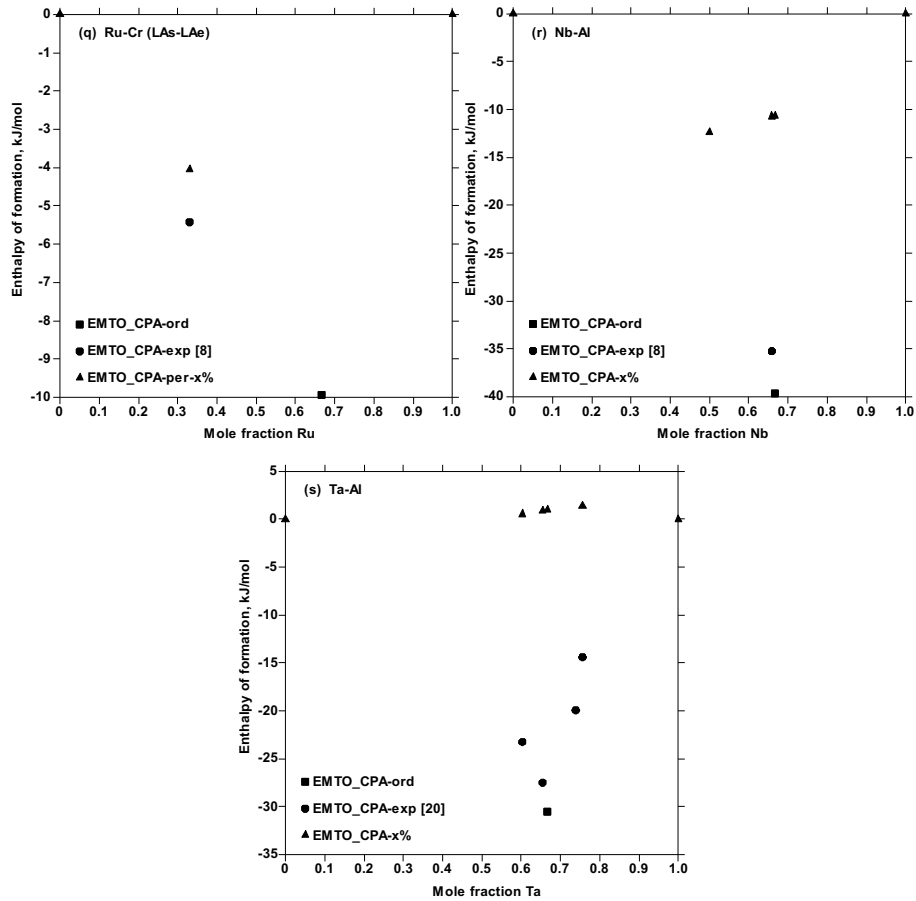 (q) Ru-Cr (LAs-LAe)
Enthalpy of formation, kJ/mol
0
-1
-2
-3
-4
-5
-6
-7
-8
-9
-10
EMTO_CPA-ord
EMTO_CPA-exp [8]
EMTO_CPA-per-x%
0 0.1 0.2 0.3 0.4 0.5 0.6 0.7 0.8 0.9 1.0
Mole fraction Ru
(r) Nb-Al
Enthalpy of formation, kJ/mol
0
-5
-10
-15
-20
-25
-30
-35
-40
EMTO_CPA-ord
EMTO_CPA-exp [8]
EMTO_CPA-x%
0 0.1 0.2 0.3 0.4 0.5 0.6 0.7 0.8 0.9 1.0
Mole fraction Nb
(s) Ta-Al
Enthalpy of formation, kJ/mol
5
0
-5
-10
-15
-20
-25
-30
-35
EMTO_CPA-ord
EMTO_CPA-exp [20]
EMTO_CPA-x%
0 0.1 0.2 0.3 0.4 0.5 0.6 0.7 0.8 0.9 1.0
Mole fraction Ta